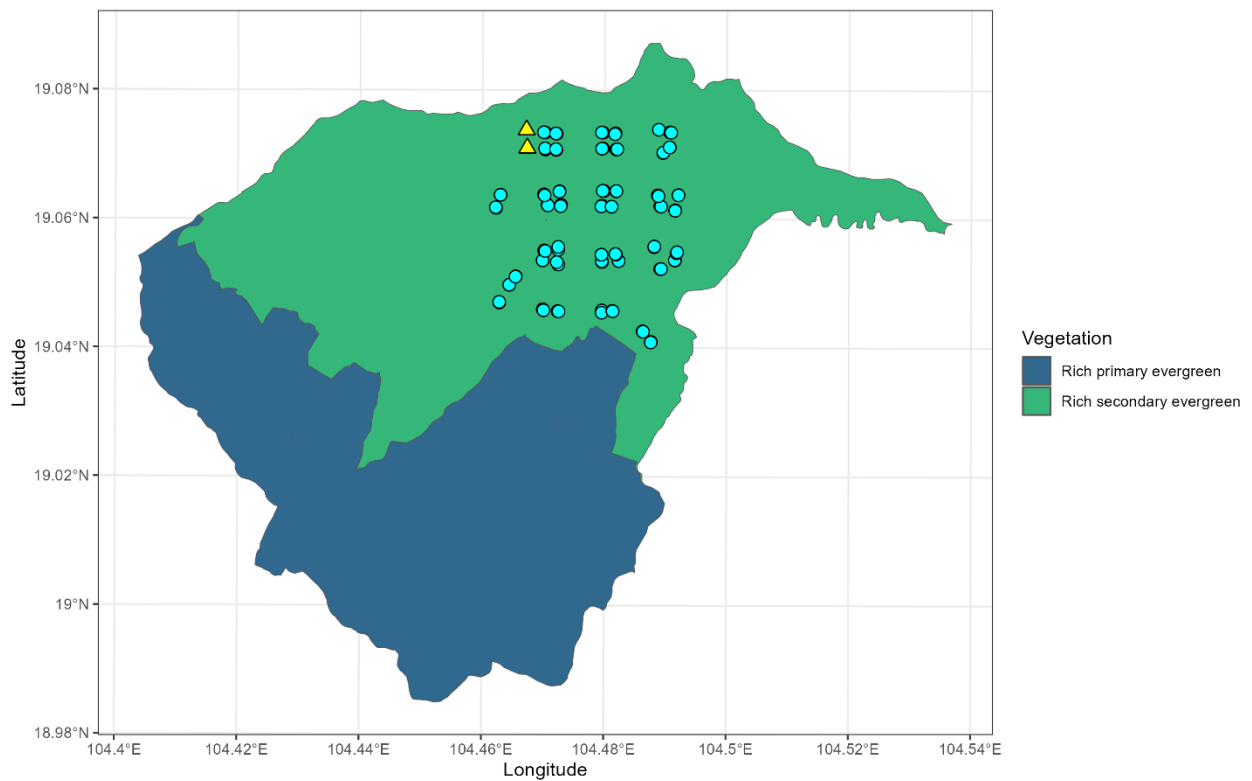 19.08°N
19.06°N
19.04°N
19.02°N
19°N
18.98°N
Latitude
104.4°E 104.42°E 104.44°E 104.46°E 104.48°E 104.5°E 104.52°E 104.54°E
Longitude
Vegetation
Rich primary evergreen
Rich secondary evergreen